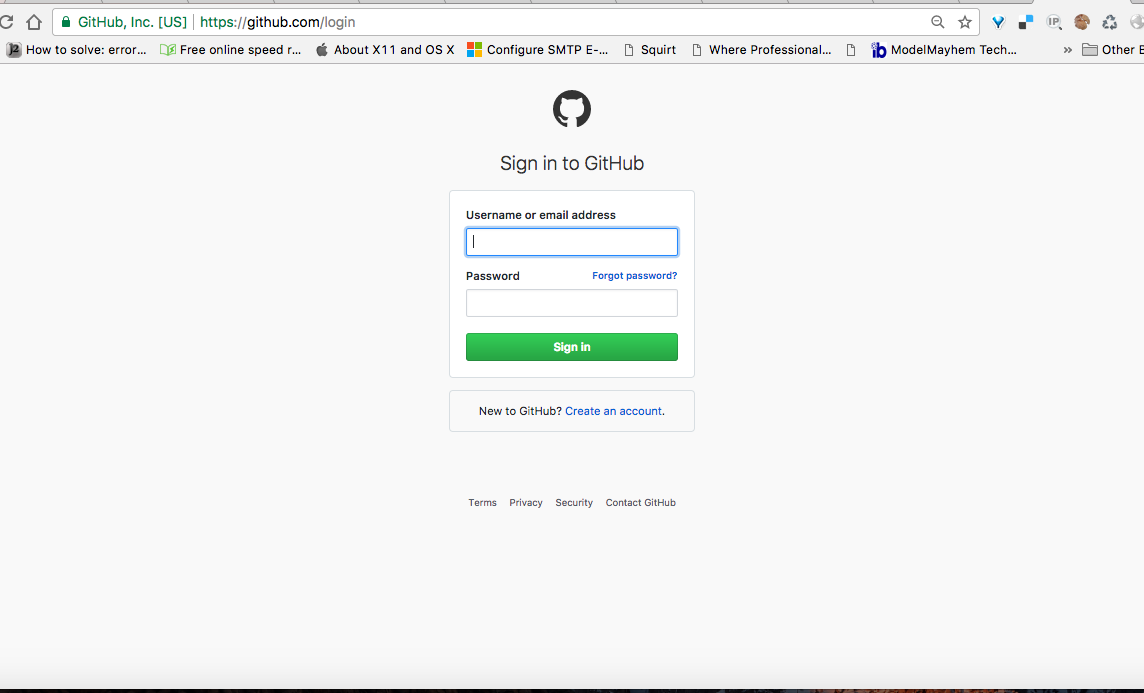 GitHub, Inc. [US] https://github.com/login
IP
How to solve: error... Free online speed r... About X11 and OS X Configure SMTP E-... Squirt Where Professional... ib ModelMayhem Tech... » Other B
Sign in to GitHub
Username or email address
Password Forgot password?
Sign in
New to GitHub? Create an account.
Terms Privacy Security Contact GitHub